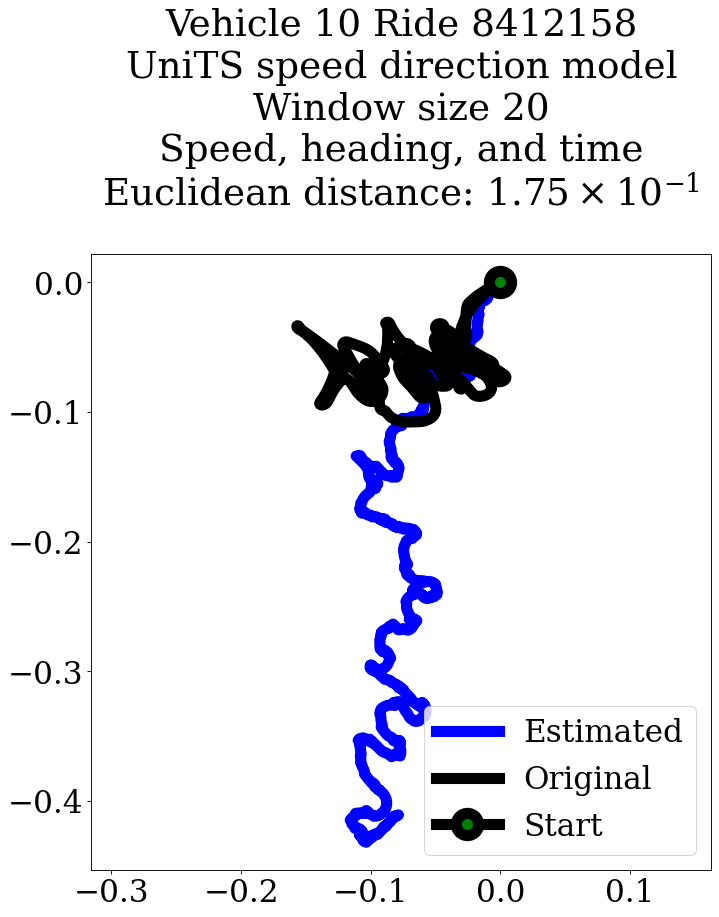 Vehicle 10 Ride 8412158
UniTS speed direction model
Window size 20
Speed, heading, and time
Euclidean distance: 1.75 × 10⁻¹
0.0
−0.1
−0.2
−0.3
−0.4
Estimated
Original
Start
−0.3 −0.2 −0.1 0.0 0.1